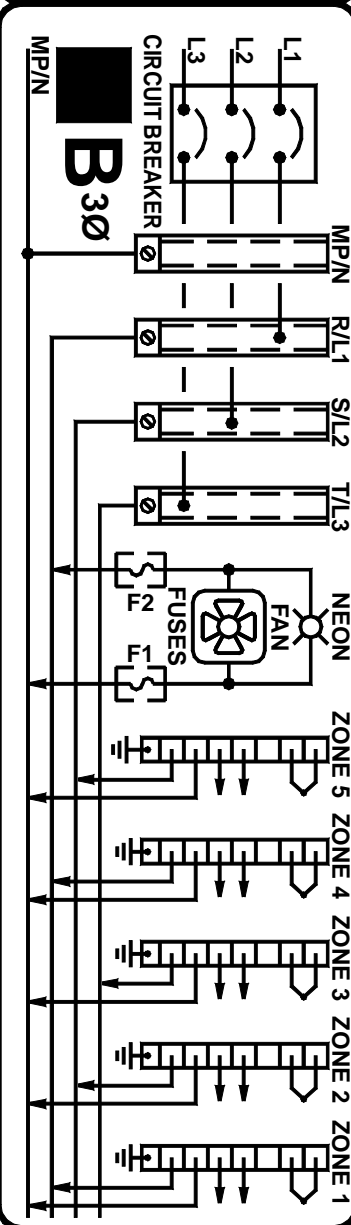 L1
L2
L3
CIRCUIT BREAKER
B 3Ø
MP/N
MP/N
R/L1
S/L2
T/L3
NEON
FAN
FUSES
F2
F1
ZONE 5
ZONE 4
ZONE 3
ZONE 2
ZONE 1